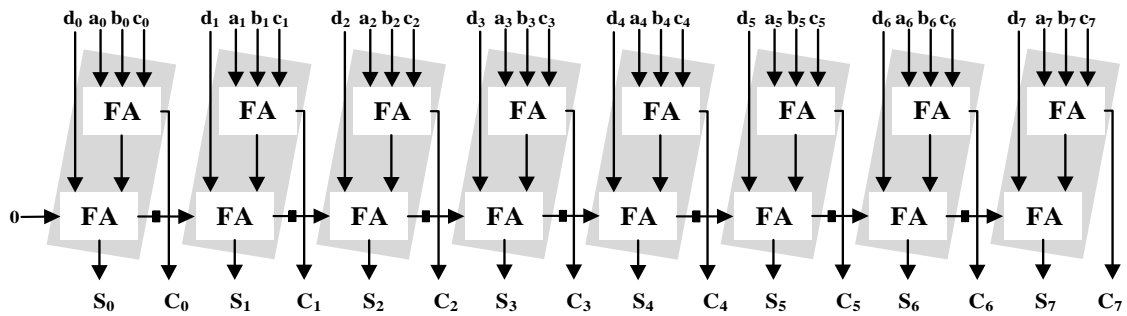 d₀ a₀ b₀ c₀ d₁ a₁ b₁ c₁ d₂ a₂ b₂ c₂ d₃ a₃ b₃ c₃ d₄ a₄ b₄ c₄ d₅ a₅ b₅ c₅ d₆ a₆ b₆ c₆ d₇ a₇ b₇ c₇
FA FA FA FA FA FA FA FA
0 FA FA FA FA FA FA FA FA
S₀ C₀ S₁ C₁ S₂ C₂ S₃ C₃ S₄ C₄ S₅ C₅ S₆ C₆ S₇ C₇